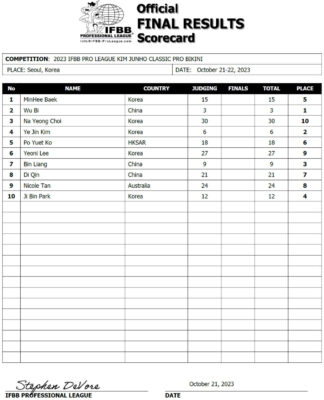 IFBB
PROFESSIONAL LEAGUE
Official
FINAL RESULTS
Scorecard
COMPETITION: 2023 IFBB PRO LEAGUE KIM JUNHO CLASSIC PRO BIKINI
PLACE: Seoul, Korea DATE: October 21-22, 2023
No NAME COUNTRY JUDGING FINALS TOTAL PLACE
1 MinHee Baek Korea 15 15 5
2 Wu Bi China 3 3 1
3 Na Yeong Choi Korea 30 30 10
4 Ye Jin Kim Korea 6 6 2
5 Po Yuet Ko HKSAR 18 18 6
6 Yeoni Lee Korea 27 27 9
7 Bin Liang China 9 9 3
8 Di Qin China 21 21 7
9 Nicole Tan Australia 24 24 8
10 Ji Bin Park Korea 12 12 4
Stephen DeVore October 21, 2023
IFBB PROFESSIONAL LEAGUE DATE